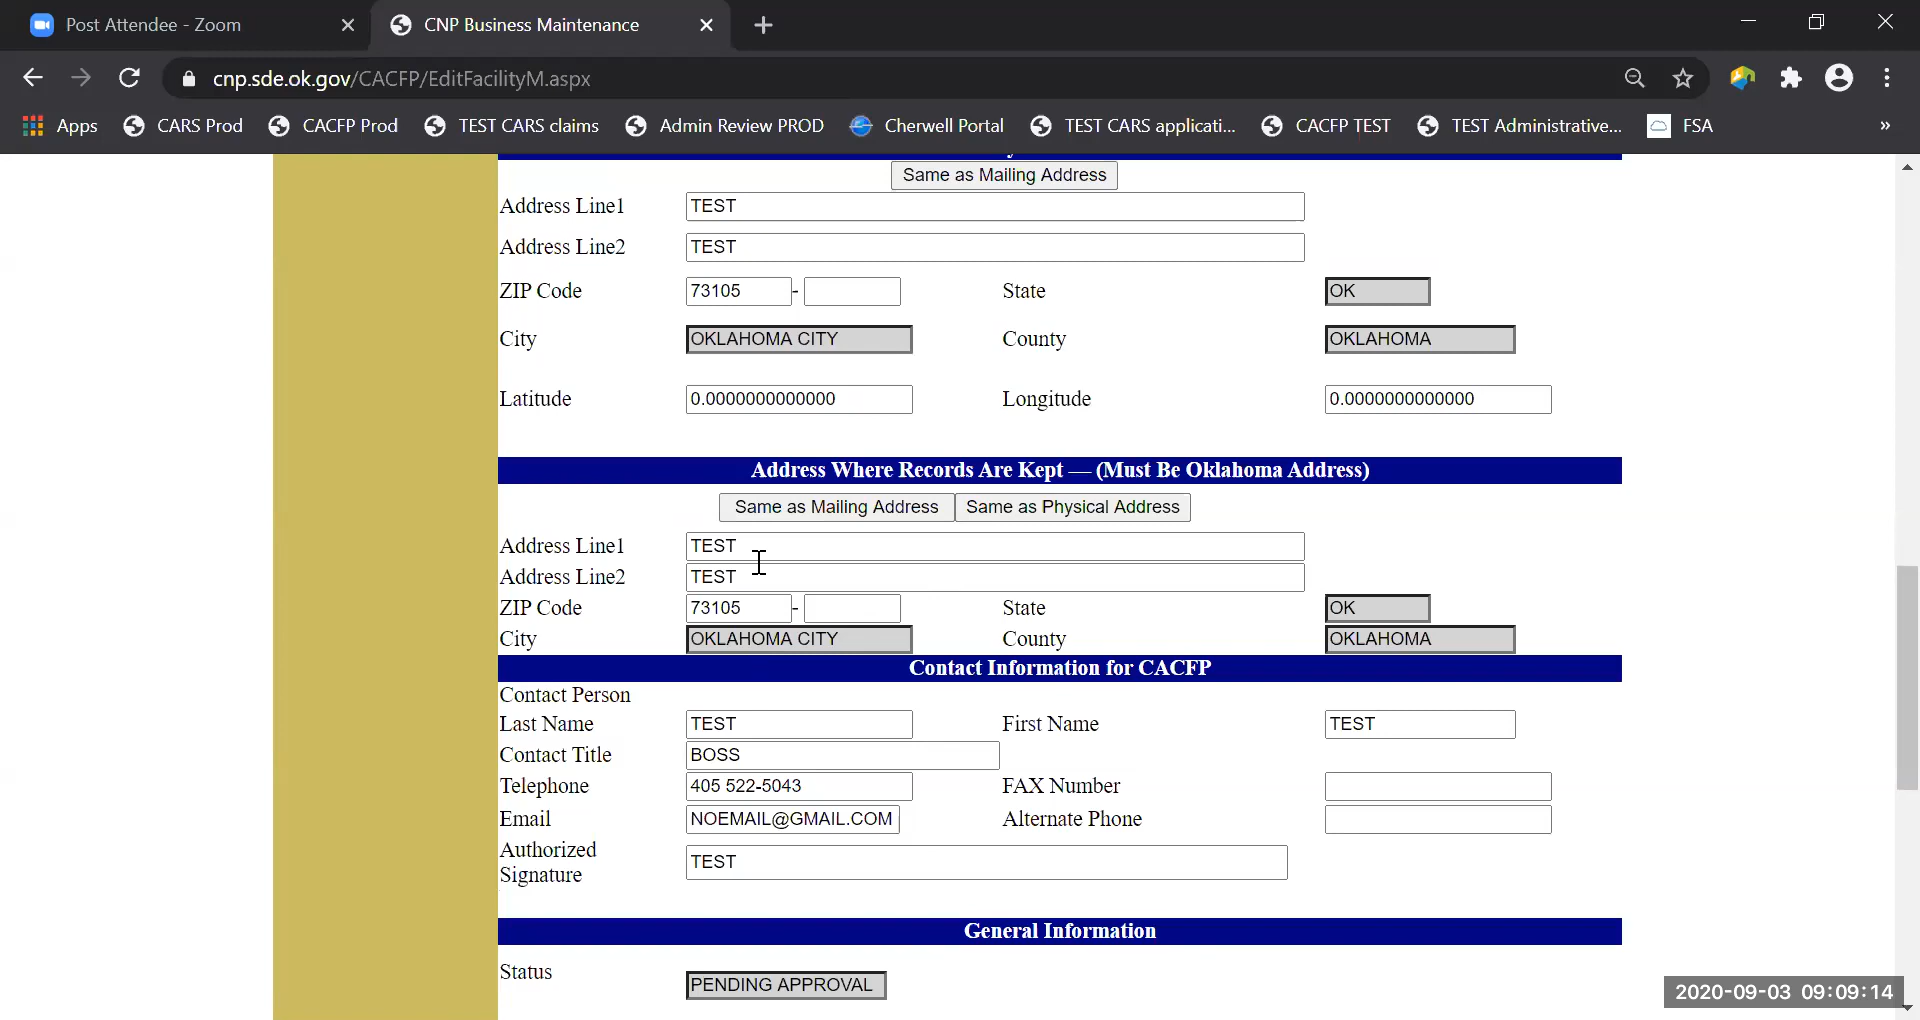 Post Attendee - Zoom
CNP Business Maintenance
cnp.sde.ok.gov/CACFP/EditFacilityM.aspx
Apps CARS Prod CACFP Prod TEST CARS claims Admin Review PROD Cherwell Portal TEST CARS applicati... CACFP TEST TEST Administrative... FSA »
Same as Mailing Address
Address Line1 TEST
Address Line2 TEST
ZIP Code 73105 - State OK
City OKLAHOMA CITY County OKLAHOMA
Latitude 0.0000000000000 Longitude 0.0000000000000
Address Where Records Are Kept — (Must Be Oklahoma Address)
Same as Mailing Address Same as Physical Address
Address Line1 TEST
Address Line2 TEST
ZIP Code 73105 - State OK
City OKLAHOMA CITY County OKLAHOMA
Contact Information for CACFP
Contact Person
Last Name TEST First Name TEST
Contact Title BOSS
Telephone 405 522-5043 FAX Number
Email NOEMAIL@GMAIL.COM Alternate Phone
Authorized
Signature TEST
General Information
Status PENDING APPROVAL
2020-09-03 09:09:14